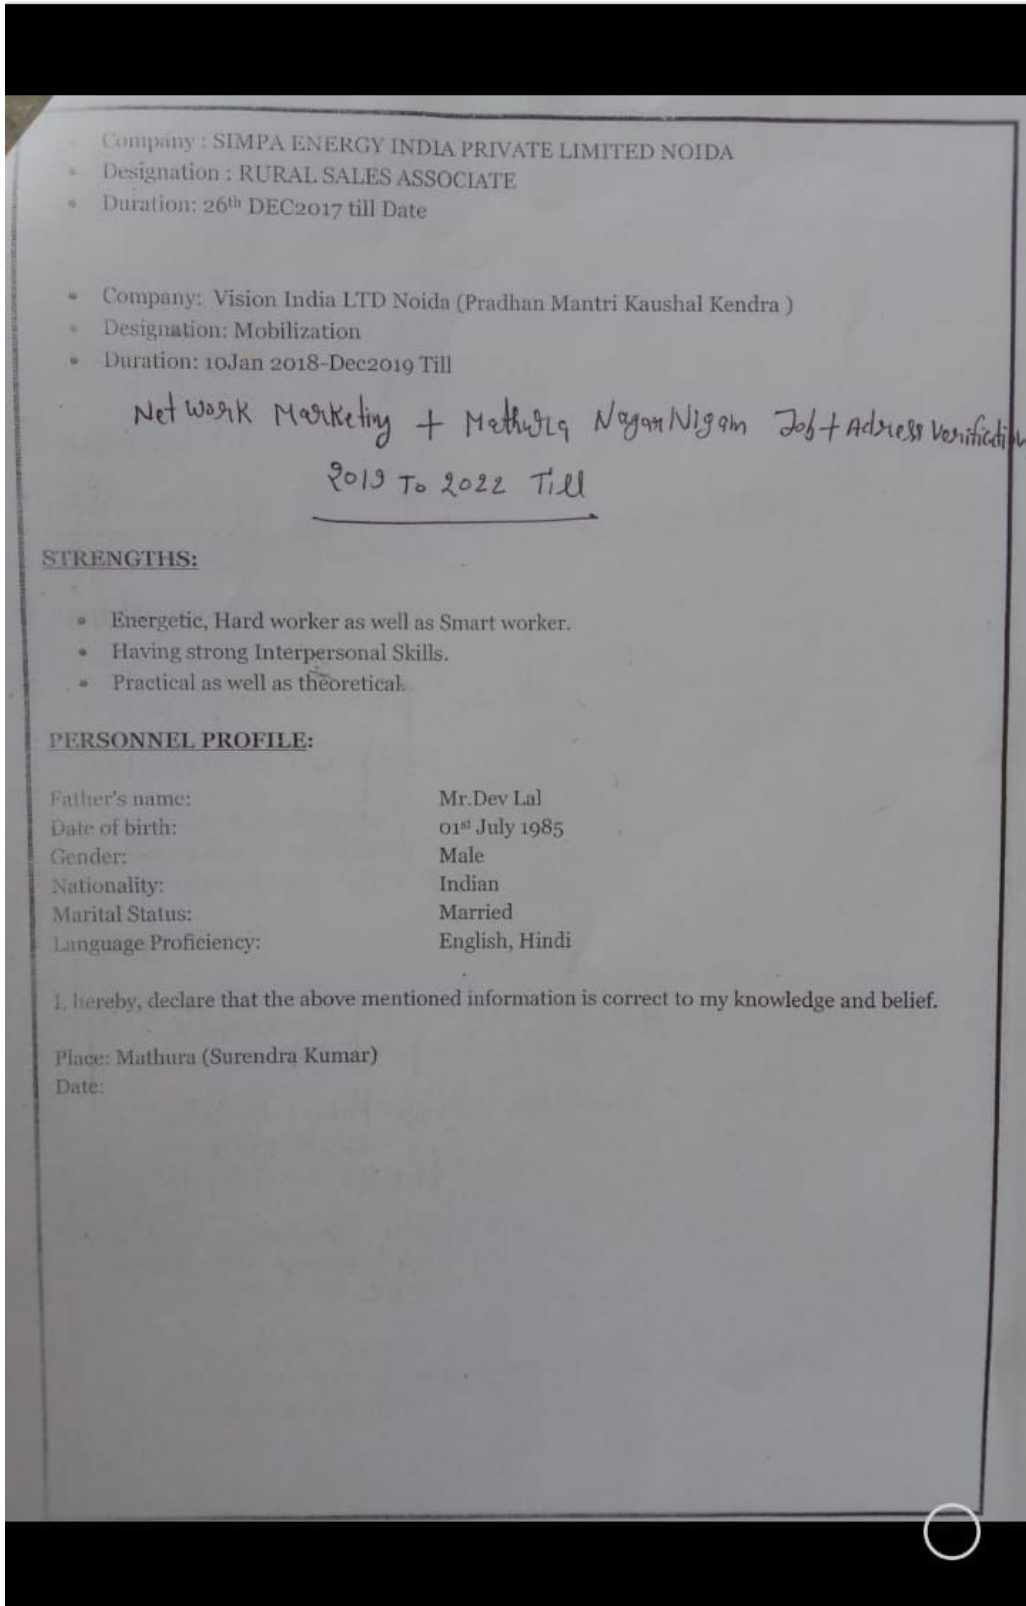 Company : SIMPA ENERGY INDIA PRIVATE LIMITED NOIDA
Designation : RURAL SALES ASSOCIATE
Duration: 26th DEC2017 till Date
Company: Vision India LTD Noida (Pradhan Mantri Kaushal Kendra )
Designation: Mobilization
Duration: 10Jan 2018-Dec2019 Till
Net Work Marketing + Mathura Nagar Nigam Job + Adress Verification
2019 To 2022 Till
STRENGTHS:
Energetic, Hard worker as well as Smart worker.
Having strong Interpersonal Skills.
Practical as well as theoretical.
PERSONNEL PROFILE:
Father's name: Mr.Dev Lal
Date of birth: 01st July 1985
Gender: Male
Nationality: Indian
Marital Status: Married
Language Proficiency: English, Hindi
I, hereby, declare that the above mentioned information is correct to my knowledge and belief.
Place: Mathura (Surendra Kumar)
Date: